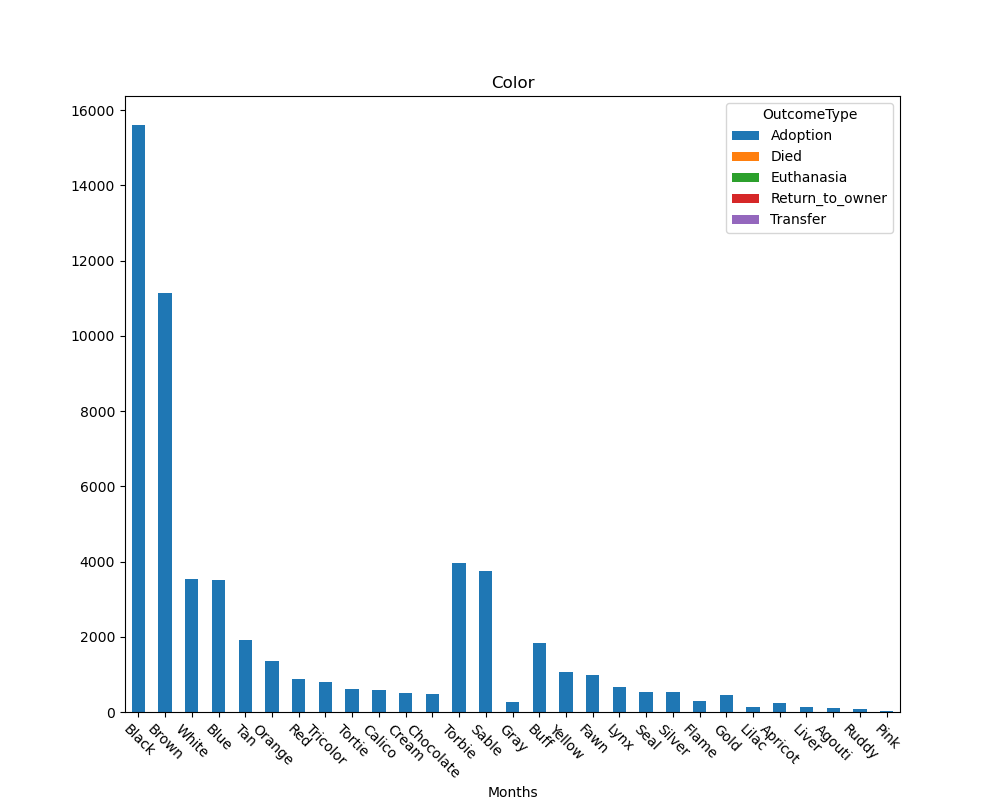 Color
OutcomeType
Adoption
Died
Euthanasia
Return_to_owner
Transfer
16000
14000
12000
10000
8000
6000
4000
2000
0
Black
Brown
White
Blue
Tan
Orange
Red
Tricolor
Tortie
Calico
Cream
Chocolate
Torbie
Sable
Gray
Buff
Yellow
Fawn
Lynx
Seal
Silver
Flame
Gold
Lilac
Apricot
Liver
Agouti
Ruddy
Pink
Months